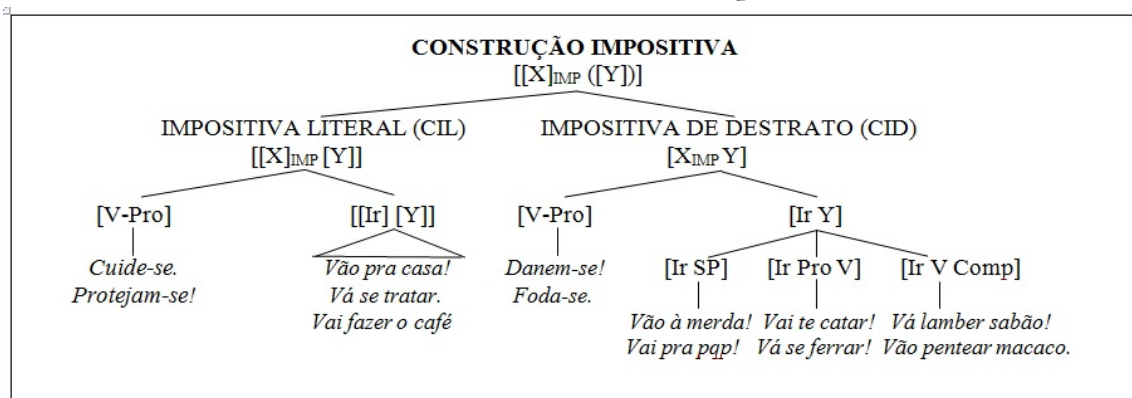 CONSTRUÇÃO IMPOSITIVA
[[X]IMP ([Y])]
IMPOSITIVA LITERAL (CIL) IMPOSITIVA DE DESTRATO (CID)
[[X]IMP [Y]] [XIMP Y]
[V-Pro] [[Ir] [Y]] [V-Pro] [Ir Y]
Cuide-se. Vão pra casa! Danem-se! [Ir SP] [Ir Pro V] [Ir V Comp]
Protejam-se! Vá se tratar. Foda-se.
Vai fazer o café Vão à merda! Vai te catar! Vá lamber sabão!
Vai pra pqp! Vá se ferrar! Vão pentear macaco.